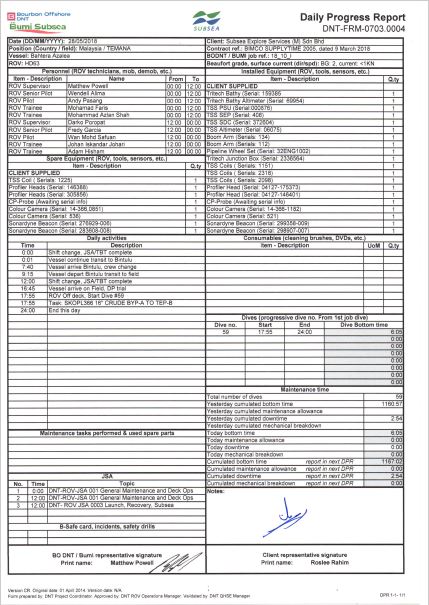 Bourbon Offshore DNT
Bumi Subsea
SUBSEA
Daily Progress Report
DNT-FRM-0703.0004
Date (DD/MM/YYYY): 28/05/2018
Client: Subsea Explore Services (M) Sdn Bhd
Position (Country / field): Malaysia / TEMANA
Contract ref.: BIMCO SUPPLYTIME 2005, dated 9 March 2018
Vessel: Bahtera Azalea
BODNT / BUMI job ref.: 18_10_I
ROV: HD63
Beaufort grade, surface current (dir/spd): BG: 2, current: <1KN
Personnel (ROV technicians, mob, demob, etc.)
Installed Equipment (ROV, tools, sensors, etc.)
Item - Description Name From To
Item - Description Q.ty
ROV Supervisor Matthew Powell 00:00 12:00
CLIENT SUPPLIED
ROV Senior Pilot Wendell Alima 00:00 12:00
Tritech Bathy (Serial: 159385 1
ROV Pilot Andy Pasang 00:00 12:00
Tritech Bathy Altimeter (Serial: 69954) 1
ROV Trainee Mohamad Faris 00:00 12:00
TSS PSU (Serial:000876) 1
ROV Trainee Mohammad Azlan Shah 00:00 12:00
TSS SEP (Serial: 408) 1
ROV Supervisor Darko Poropat 12:00 00:00
TSS SDC (Serial: 372604) 1
ROV Senior Pilot Fredy Garcia 12:00 00:00
TSS Altimeter (Serial: 06075) 1
ROV Pilot Wan Mohd Safuan 12:00 00:00
Boom Arm (Serial: 134) 1
ROV Trainee Johan Iskandar Johari 12:00 00:00
Boom Arm (Serial: 112) 1
ROV Trainee Adam Hisham 12:00 00:00
Pipeline Wheel Set (Serial: 32ENG1002) 1
Spare Equipment (ROV, tools, sensors, etc.)
Tritech Junction Box (Serial: 2336564) 1
Item - Description Q.ty
TSS Coils ( Serial: 1151) 1
CLIENT SUPPLIED
TSS Coils ( Serial: 2318) 1
TSS Coil ( Serials: 1225) 1
TSS Coils ( Serial: 2098) 1
Profiler Heads (Serial: 146388) 1
Profiler Head (Serial: 04127-175373) 1
Profiler Heads (Serial: 305856) 1
Profiler Head (Serial: 04127-146401) 1
CP-Probe (Awaiting serial info) 1
CP-Probe (Awaiting serial info) 1
Colour Camera (Serial: 14-366,0851) 1
Colour Camera (Serial: 14-366-1182) 1
Colour Camera (Serial: 536) 1
Colour Camera (Serial: 521) 1
Sonardyne Beacon (Serial: 276929-006) 1
Sonardyne Beacon (Serial: 299358-009) 1
Sonardyne Beacon (Serial: 283608-008) 1
Sonardyne Beacon (Serial: 298907-007) 1
Daily activities
Consumables (cleaning brushes, DVDs, etc.)
Time Description
Item - Description UoM Q.ty
0:00 Shift change, JSA/TBT complete
0:01 Vessel continue transit to Bintulu
7:40 Vessel arrive Bintulu, crew change
9:15 Vessel depart Bintulu transit to field
12:00 Shift change, JSA/TBT complete
16:45 Vessel arrive on Field, DP trial
17:55 ROV Off deck. Start Dive #59
17:55 Task: SKOPL366 16" CRUDE BYP-A TO TEP-B
24:00 End this day
Dives (progressive dive no. From 1st job dive)
Dive no. Start End Dive Bottom time
59 17:55 24:00 6:05
0:00
0:00
0:00
0:00
0:00
0:00
0:00
Maintenance time
Total number of dives 59
Yesterday cumulated bottom time 1160:57
Yesterday cumulated maintenance allowance
Yesterday cumulated downtime 2:54
Yesterday cumulated mechanical breakdown
Maintenance tasks performed & used spare parts
Today bottom time 6:05
Today maintenance allowance 0:00
Today downtime 0:00
Today mechanical breakdown 0:00
Cumulated bottom time report in next DPR 1167:02
Cumulated maintenance allowance report in next DPR 0:00
JSA
Cumulated downtime report in next DPR 2:54
No. Time Topic
Cumulated mechanical breakdown report in next DPR 0:00
1 0:00 DNT-ROV-JSA 001 General Maintenance and Deck Ops
Notes:
2 12:00 DNT-ROV-JSA 001 General Maintenance and Deck Ops
3 12:00 DNT- ROV JSA 0003 Launch, Recovery, Subsea
B-Safe card, incidents, safety drills
BO DNT / Bumi representative signature
Client representative signature
Print name: Matthew Powell
Print name: Roslee Rahim
Version CR. Original date: 01 April 2014. Version date: N/A.
Form prepared by: DNT Project Coordinator. Approved by: DNT ROV Operations Manager. Validated by: DNT QHSE Manager
DPR 1-1- 1/1